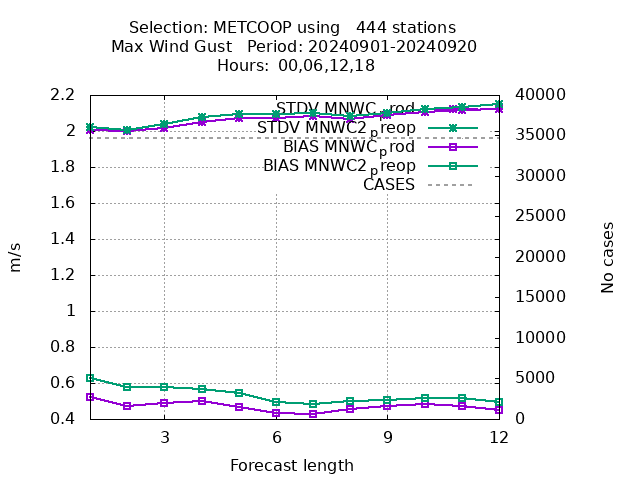 Selection: METCOOP using   444 stations
Max Wind Gust   Period: 20240901-20240920
Hours:  00,06,12,18
STDV MNWC_prod
STDV MNWC2_preop
BIAS MNWC_prod
BIAS MNWC2_preop
CASES
2.2
2
1.8
1.6
1.4
1.2
1
0.8
0.6
0.4
m/s
40000
35000
30000
25000
20000
15000
10000
5000
0
No cases
3
6
9
12
Forecast length